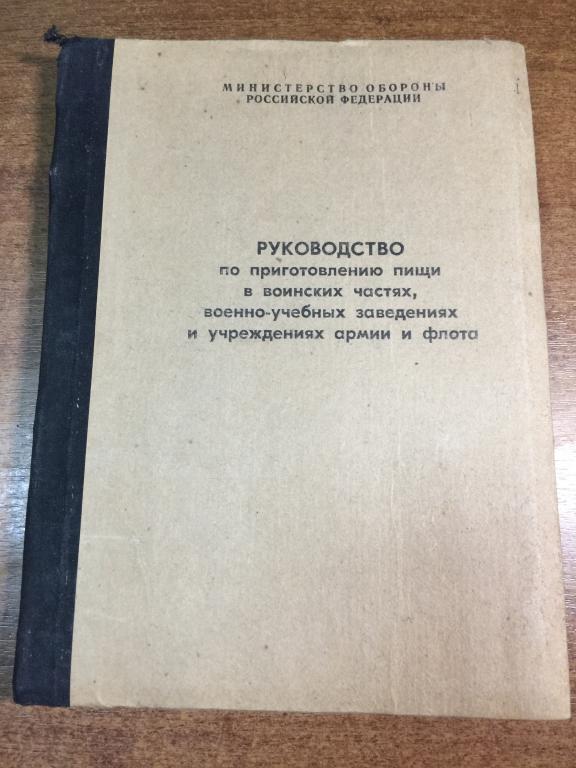 МИНИСТЕРСТВО ОБОРОНЫ
РОССИЙСКОЙ ФЕДЕРАЦИИ
РУКОВОДСТВО
по приготовлению пищи
в воинских частях,
военно-учебных заведениях
и учреждениях армии и флота